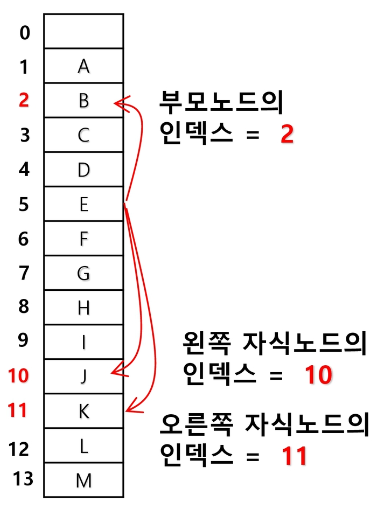 0
1 A
2 B
부모노드의
인덱스 = 2
3 C
4 D
5 E
6 F
7 G
8 H
9 I
왼쪽 자식노드의
10 J
인덱스 = 10
11 K
오른쪽 자식노드의
12 L
인덱스 = 11
13 M